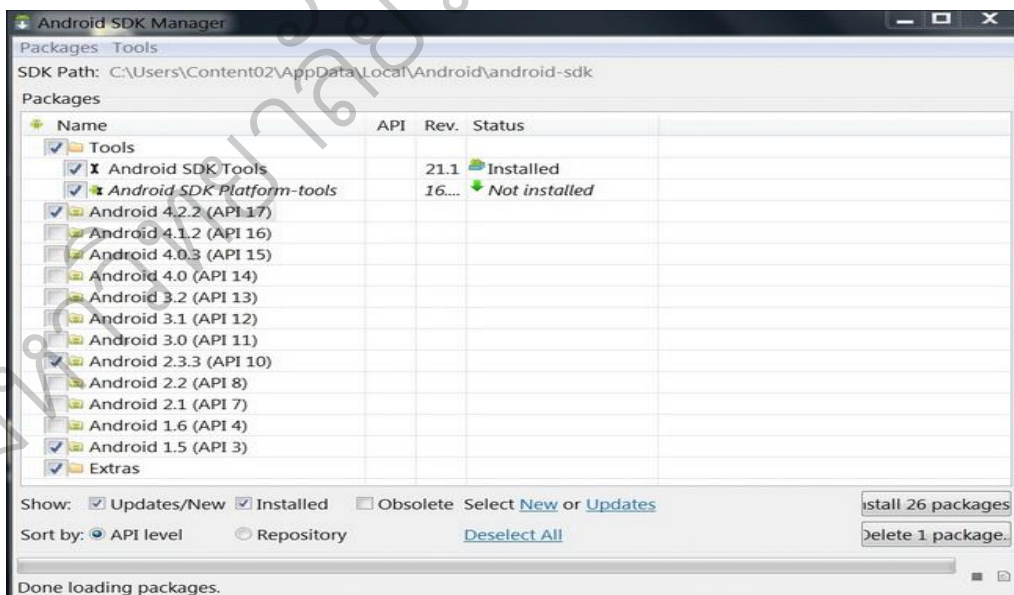 Android SDK Manager
Packages Tools
SDK Path: C:\Users\Content02\AppData\Local\Android\android-sdk
Packages
Name API Rev. Status
Tools
Android SDK Tools 21.1 Installed
Android SDK Platform-tools 16.... Not installed
Android 4.2.2 (API 17)
Android 4.1.2 (API 16)
Android 4.0.3 (API 15)
Android 4.0 (API 14)
Android 3.2 (API 13)
Android 3.1 (API 12)
Android 3.0 (API 11)
Android 2.3.3 (API 10)
Android 2.2 (API 8)
Android 2.1 (API 7)
Android 1.6 (API 4)
Android 1.5 (API 3)
Extras
Show: Updates/New Installed Obsolete Select New or Updates
stall 26 packages
Sort by: API level Repository Deselect All
Delete 1 package..
Done loading packages.